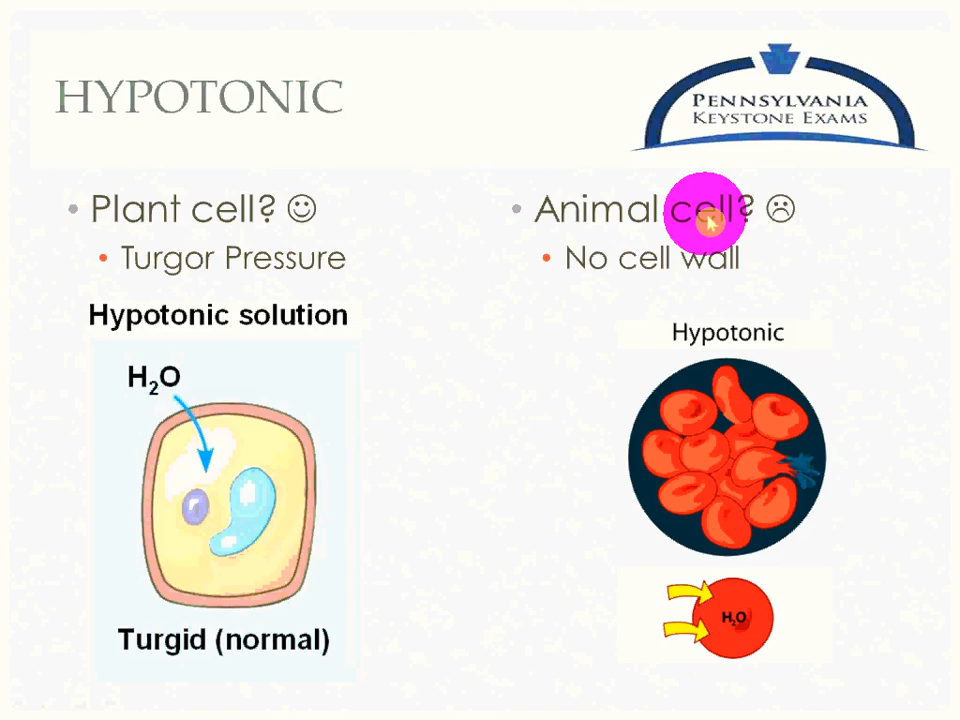 HYPOTONIC
PENNSYLVANIA
KEYSTONE EXAMS
• Plant cell? ☺
• Turgor Pressure
Hypotonic solution
H₂O
Turgid (normal)
• Animal cell? ☹
• No cell wall
Hypotonic
H₂O